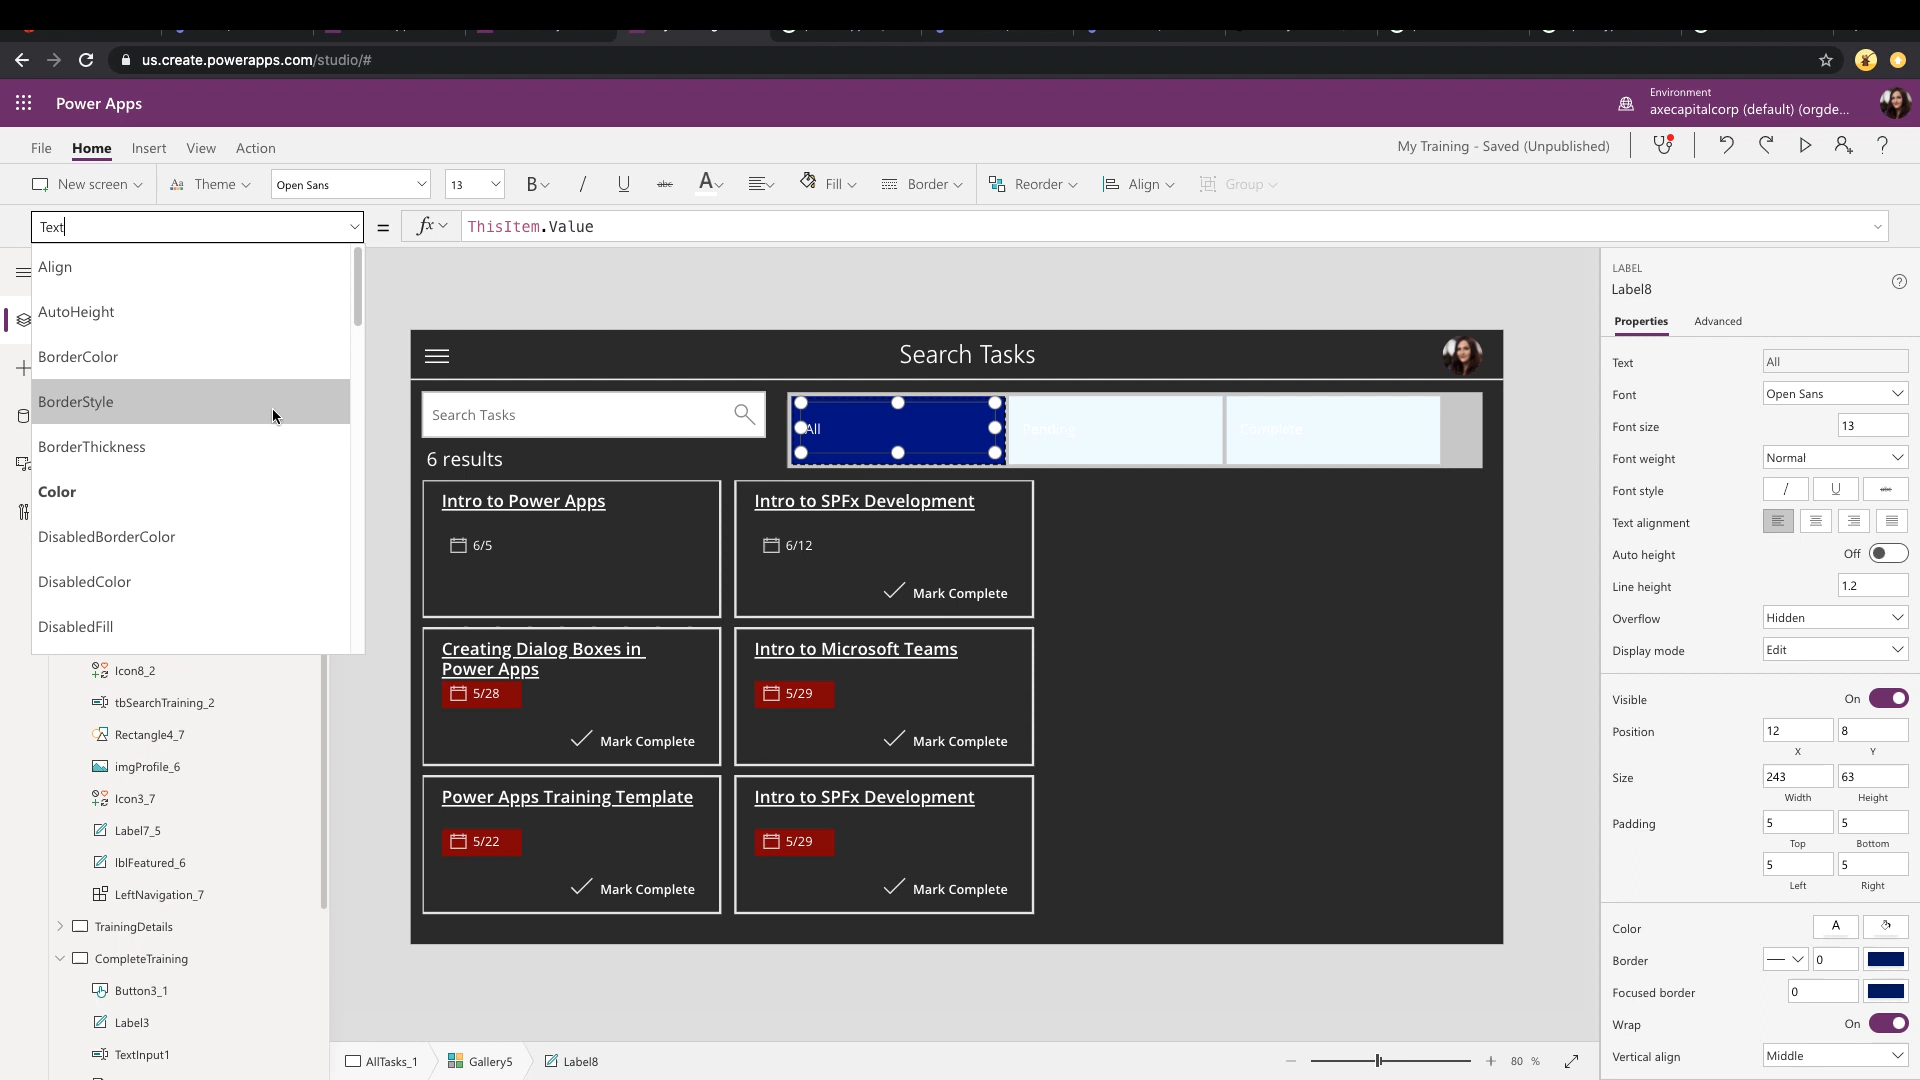 us.create.powerapps.com/studio/#
Power Apps
Environment
axecapitalcorp (default) (orgde...
File Home Insert View Action
My Training - Saved (Unpublished)
New screen Theme Open Sans 13 B / U abc A Fill Border Reorder Align Group
Text = fx ThisItem.Value
Align
AutoHeight
BorderColor
BorderStyle
BorderThickness
Color
DisabledBorderColor
DisabledColor
DisabledFill
Icon8_2
tbSearchTraining_2
Rectangle4_7
imgProfile_6
Icon3_7
Label7_5
lblFeatured_6
LeftNavigation_7
TrainingDetails
CompleteTraining
Button3_1
Label3
TextInput1
Search Tasks
Search Tasks
All Pending Complete
6 results
Intro to Power Apps
6/5
Intro to SPFx Development
6/12
Mark Complete
Creating Dialog Boxes in
Power Apps
5/28
Mark Complete
Intro to Microsoft Teams
5/29
Mark Complete
Power Apps Training Template
5/22
Mark Complete
Intro to SPFx Development
5/29
Mark Complete
AllTasks_1 Gallery5 Label8
80 %
LABEL
Label8
Properties Advanced
Text All
Font Open Sans
Font size 13
Font weight Normal
Font style / U abc
Text alignment
Auto height Off
Line height 1.2
Overflow Hidden
Display mode Edit
Visible On
Position 12 8
X Y
Size 243 63
Width Height
Padding 5 5
Top Bottom
5 5
Left Right
Color A
Border 0
Focused border 0
Wrap On
Vertical align Middle